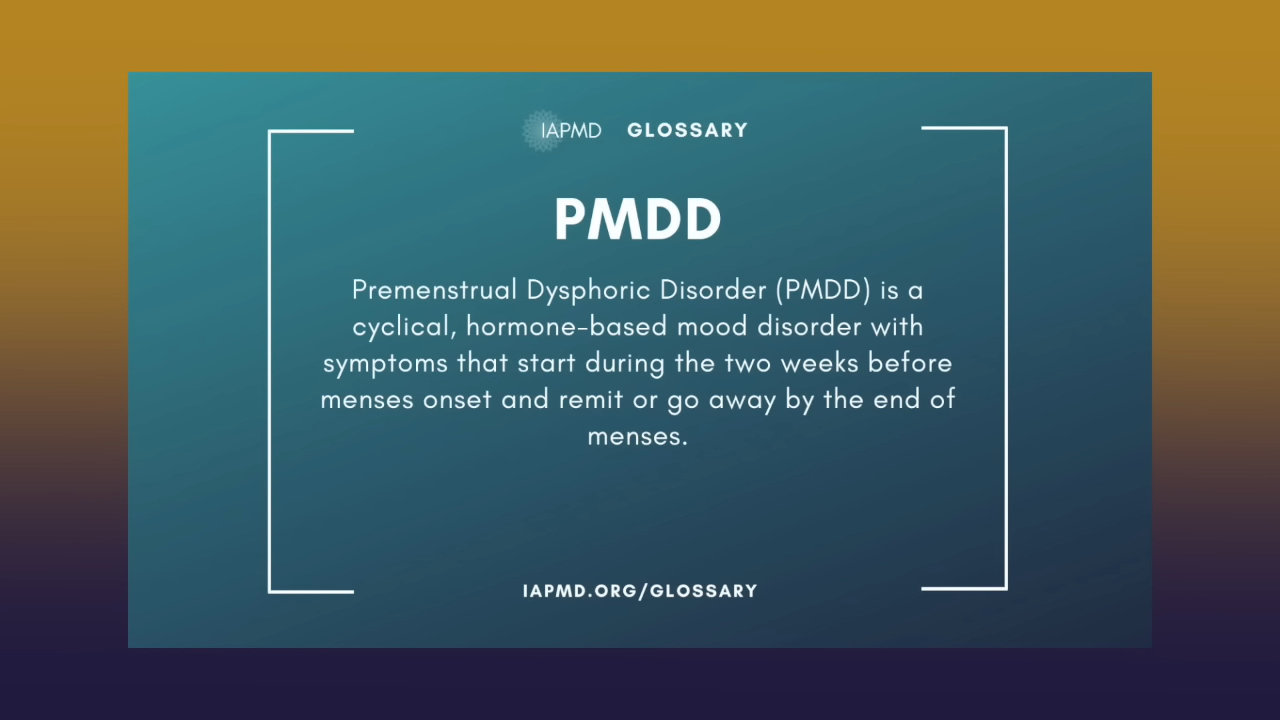 IAPMD GLOSSARY
PMDD
Premenstrual Dysphoric Disorder (PMDD) is a
cyclical, hormone-based mood disorder with
symptoms that start during the two weeks before
menses onset and remit or go away by the end of
menses.
IAPMD.ORG/GLOSSARY